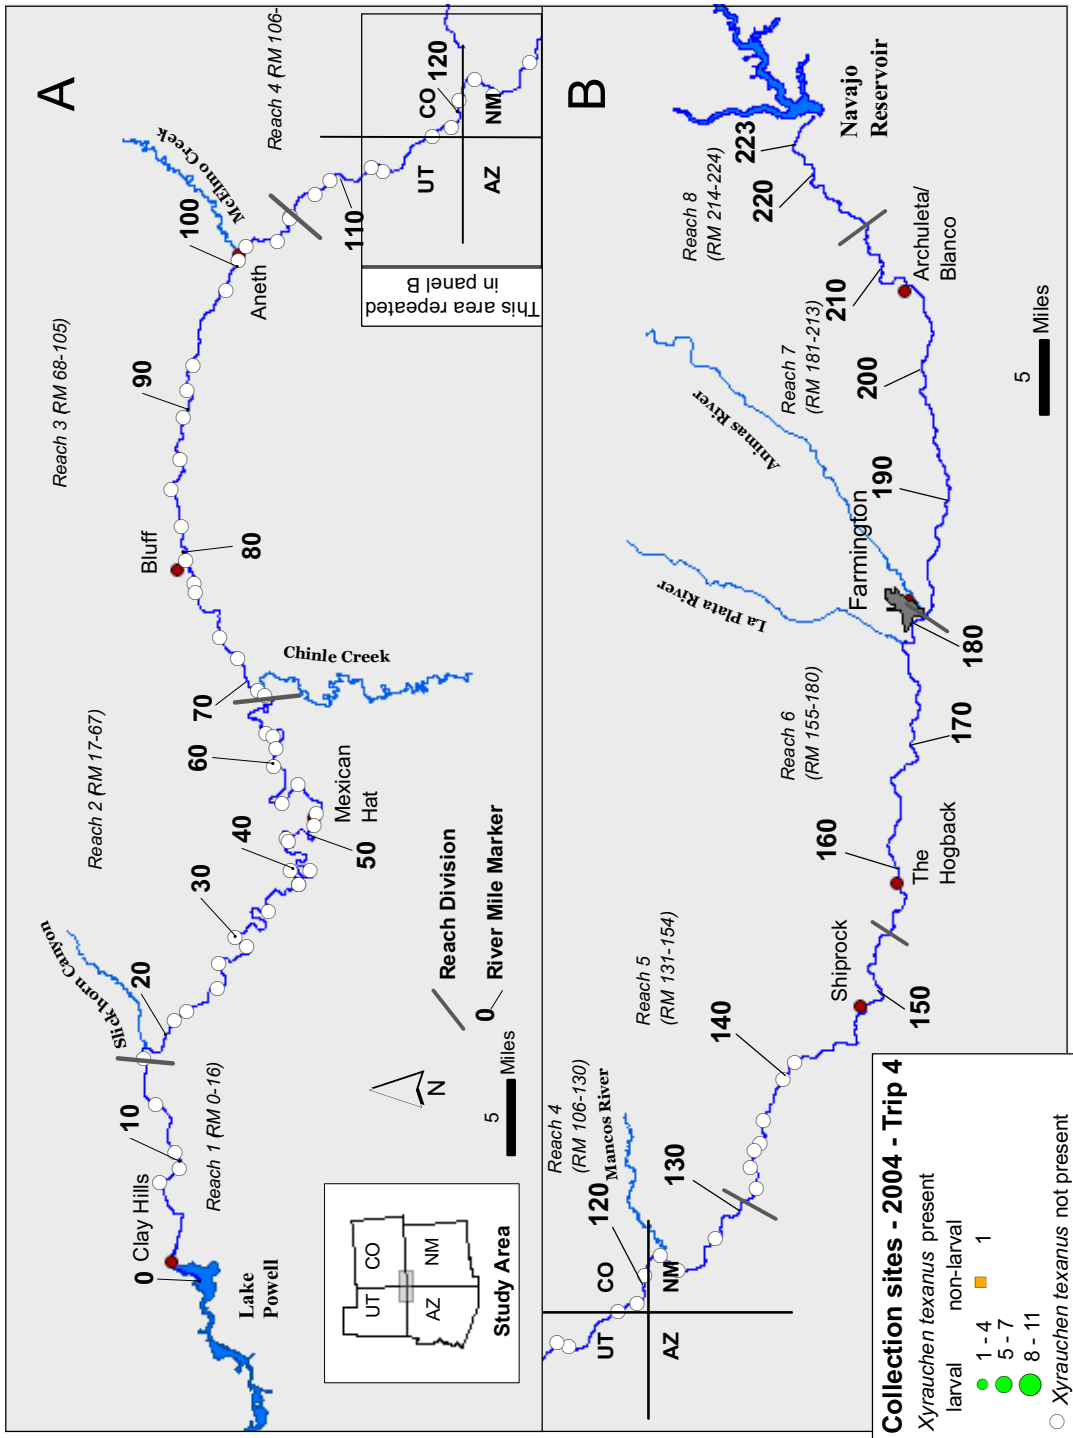 A
Slick horn Canyon
McElmo Creek
Reach 1 (RM 0-16)
Reach 2 (RM 17-67)
Reach 3 RM 68-105)
Reach 4 (RM 106-
0
Clay Hills
10
20
30
40
50
60
70
80
90
100
110
120
Lake
Powell
Mexican
Hat
Chinle Creek
Bluff
Aneth
UT
CO
AZ
NM
This area repeated
in panel B
Study Area
UT
CO
AZ
NM
N
5
Miles
Reach Division
0
River Mile Marker
B
Reach 4
(RM 106-130)
Mancos River
Reach 5
(RM 131-154)
Reach 6
(RM 155-180)
Reach 7
(RM 181-213)
Reach 8
(RM 214-224)
UT
CO
AZ
NM
120
130
140
150
160
170
180
190
200
210
220
223
Shiprock
The
Hogback
Farmington
La Plata River
Animas River
Archuleta/
Blanco
Navajo
Reservoir
5
Miles
Collection sites - 2004 - Trip 4
Xyrauchen texanus present
larval
non-larval
1 - 4
1
5 - 7
8 - 11
Xyrauchen texanus not present